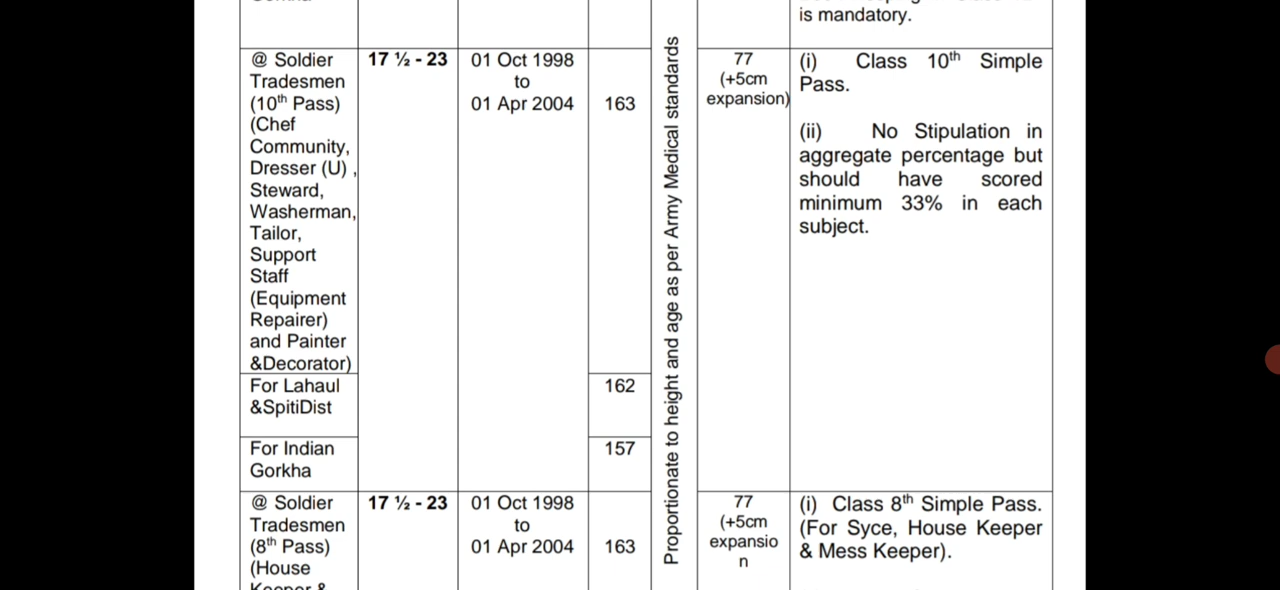 is mandatory.
@ Soldier
Tradesmen
(10th Pass)
(Chef
Community,
Dresser (U) ,
Steward,
Washerman,
Tailor,
Support
Staff
(Equipment
Repairer)
and Painter
&Decorator)
17 ½ - 23
01 Oct 1998
to
01 Apr 2004
163
Proportionate to height and age as per Army Medical standards
77
(+5cm
expansion)
(i) Class 10th Simple
Pass.
(ii) No Stipulation in
aggregate percentage but
should have scored
minimum 33% in each
subject.
For Lahaul
&SpitiDist
162
For Indian
Gorkha
157
@ Soldier
Tradesmen
(8th Pass)
(House
Keeper &
17 ½ - 23
01 Oct 1998
to
01 Apr 2004
163
77
(+5cm
expansio
n
(i) Class 8th Simple Pass.
(For Syce, House Keeper
& Mess Keeper).